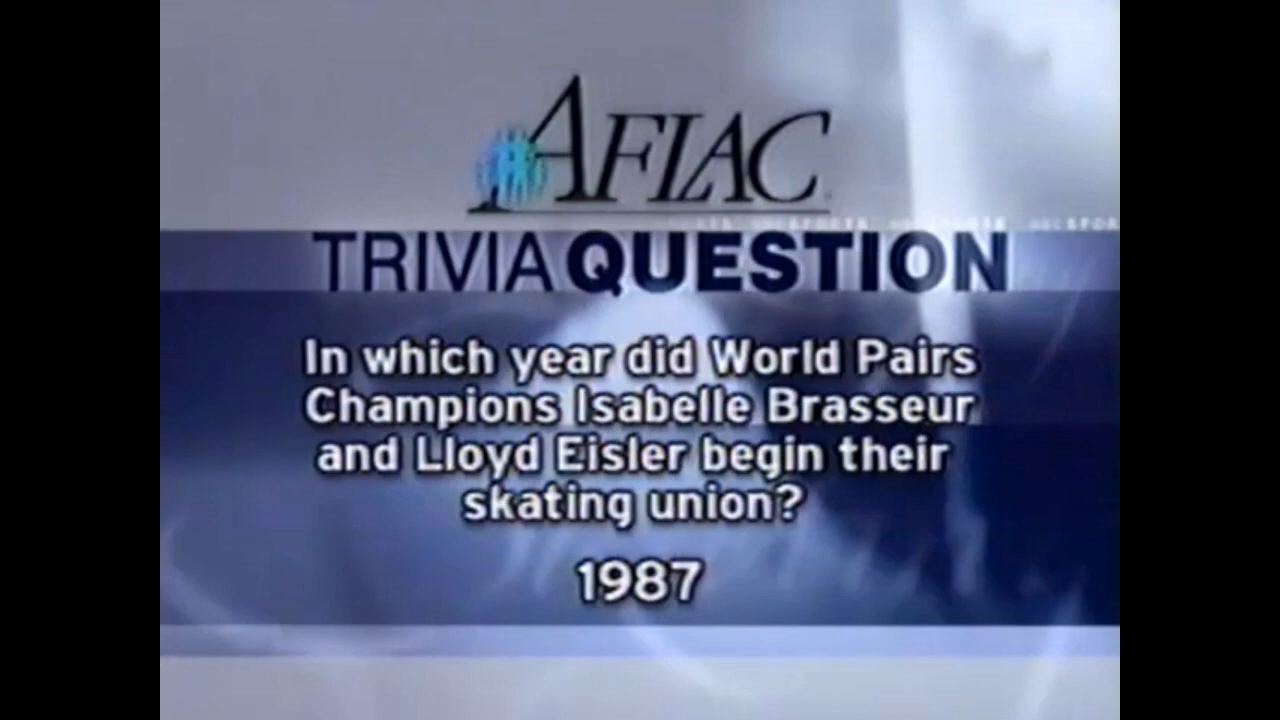 AFLAC
TRIVIA QUESTION
In which year did World Pairs
Champions Isabelle Brasseur
and Lloyd Eisler begin their
skating union?
1987